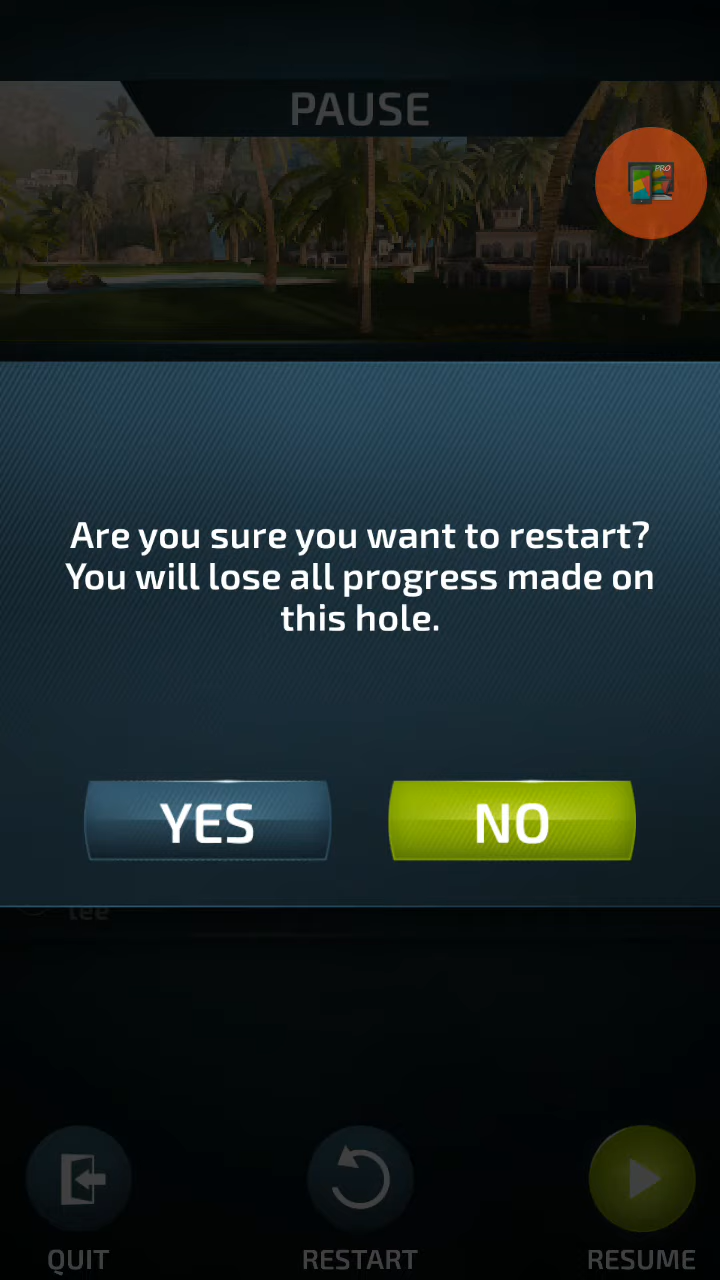 PAUSE
PRO
Are you sure you want to restart?
You will lose all progress made on
this hole.
YES
NO
tee
QUIT
RESTART
RESUME